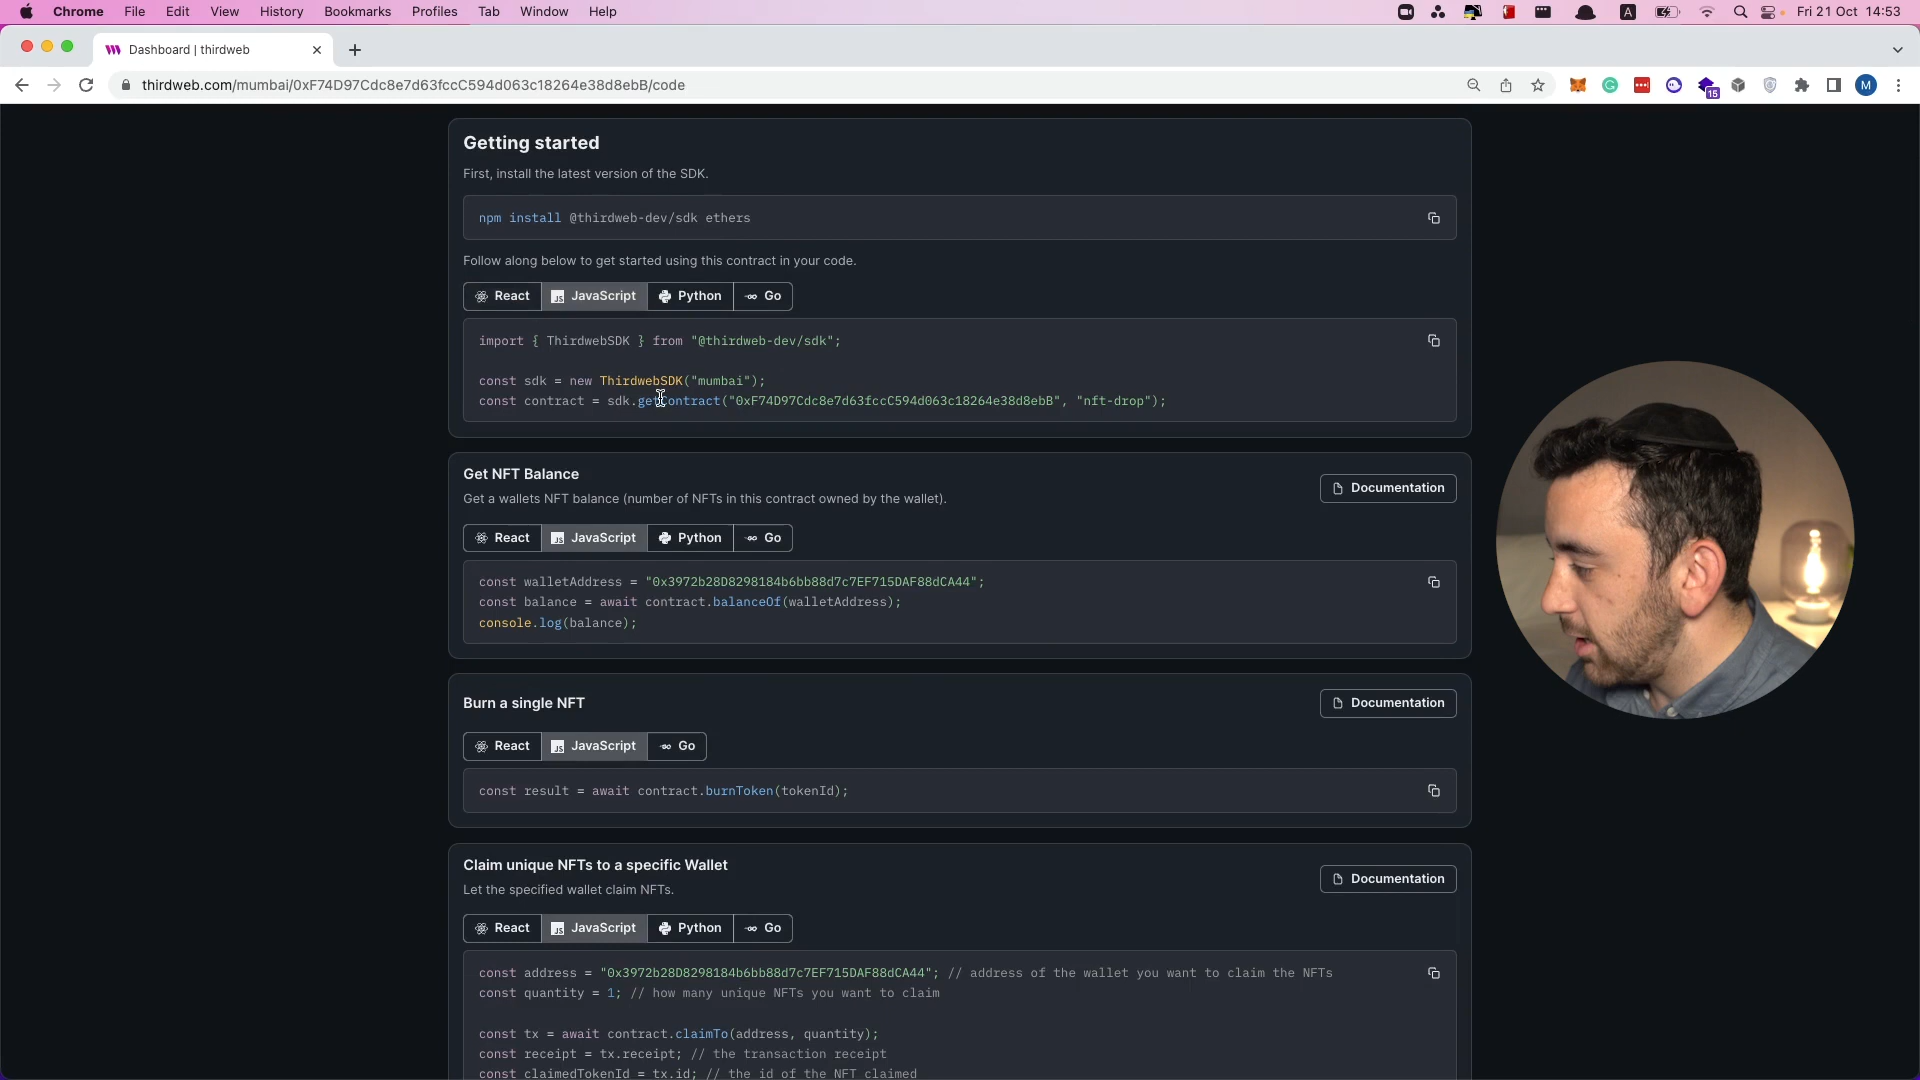 Chrome File Edit View History Bookmarks Profiles Tab Window Help
A
Fri 21 Oct 14:53
Dashboard | thirdweb
thirdweb.com/mumbai/0xF74D97Cdc8e7d63fccC594d063c18264e38d8ebB/code
15
M
Getting started
First, install the latest version of the SDK.
npm install @thirdweb-dev/sdk ethers
Follow along below to get started using this contract in your code.
React JS JavaScript Python Go
import { ThirdwebSDK } from "@thirdweb-dev/sdk";
const sdk = new ThirdwebSDK("mumbai");
const contract = sdk.getContract("0xF74D97Cdc8e7d63fccC594d063c18264e38d8ebB", "nft-drop");
Get NFT Balance
Documentation
Get a wallets NFT balance (number of NFTs in this contract owned by the wallet).
React JS JavaScript Python Go
const walletAddress = "0x3972b28D8298184b6bb88d7c7EF715DAF88dCA44";
const balance = await contract.balanceOf(walletAddress);
console.log(balance);
Burn a single NFT
Documentation
React JS JavaScript Go
const result = await contract.burnToken(tokenId);
Claim unique NFTs to a specific Wallet
Documentation
Let the specified wallet claim NFTs.
React JS JavaScript Python Go
const address = "0x3972b28D8298184b6bb88d7c7EF715DAF88dCA44"; // address of the wallet you want to claim the NFTs
const quantity = 1; // how many unique NFTs you want to claim
const tx = await contract.claimTo(address, quantity);
const receipt = tx.receipt; // the transaction receipt
const claimedTokenId = tx.id; // the id of the NFT claimed